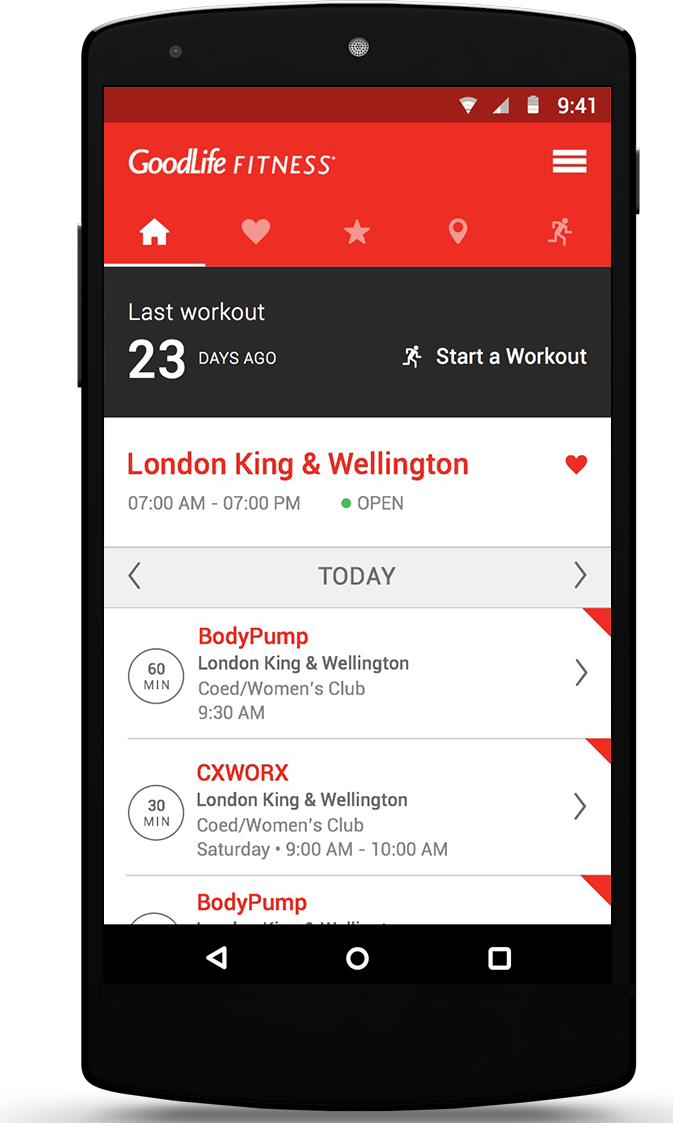 9:41
GoodLife FITNESS
Last workout
23 DAYS AGO
Start a Workout
London King & Wellington
07:00 AM - 07:00 PM OPEN
TODAY
60
MIN
BodyPump
London King & Wellington
Coed/Women's Club
9:30 AM
30
MIN
CXWORX
London King & Wellington
Coed/Women's Club
Saturday • 9:00 AM - 10:00 AM
BodyPump